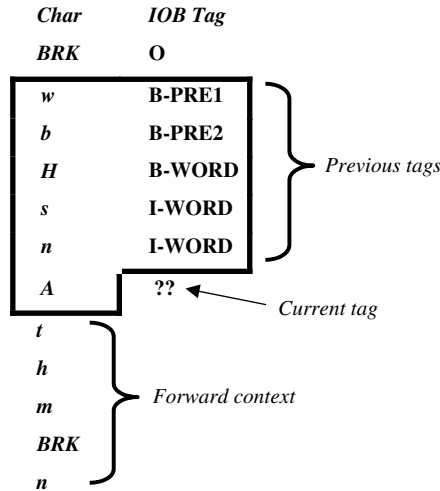 Char IOB Tag
BRK O
w B-PRE1
b B-PRE2
H B-WORD
Previous tags
s I-WORD
n I-WORD
A ??
Current tag
t
h
m
Forward context
BRK
n